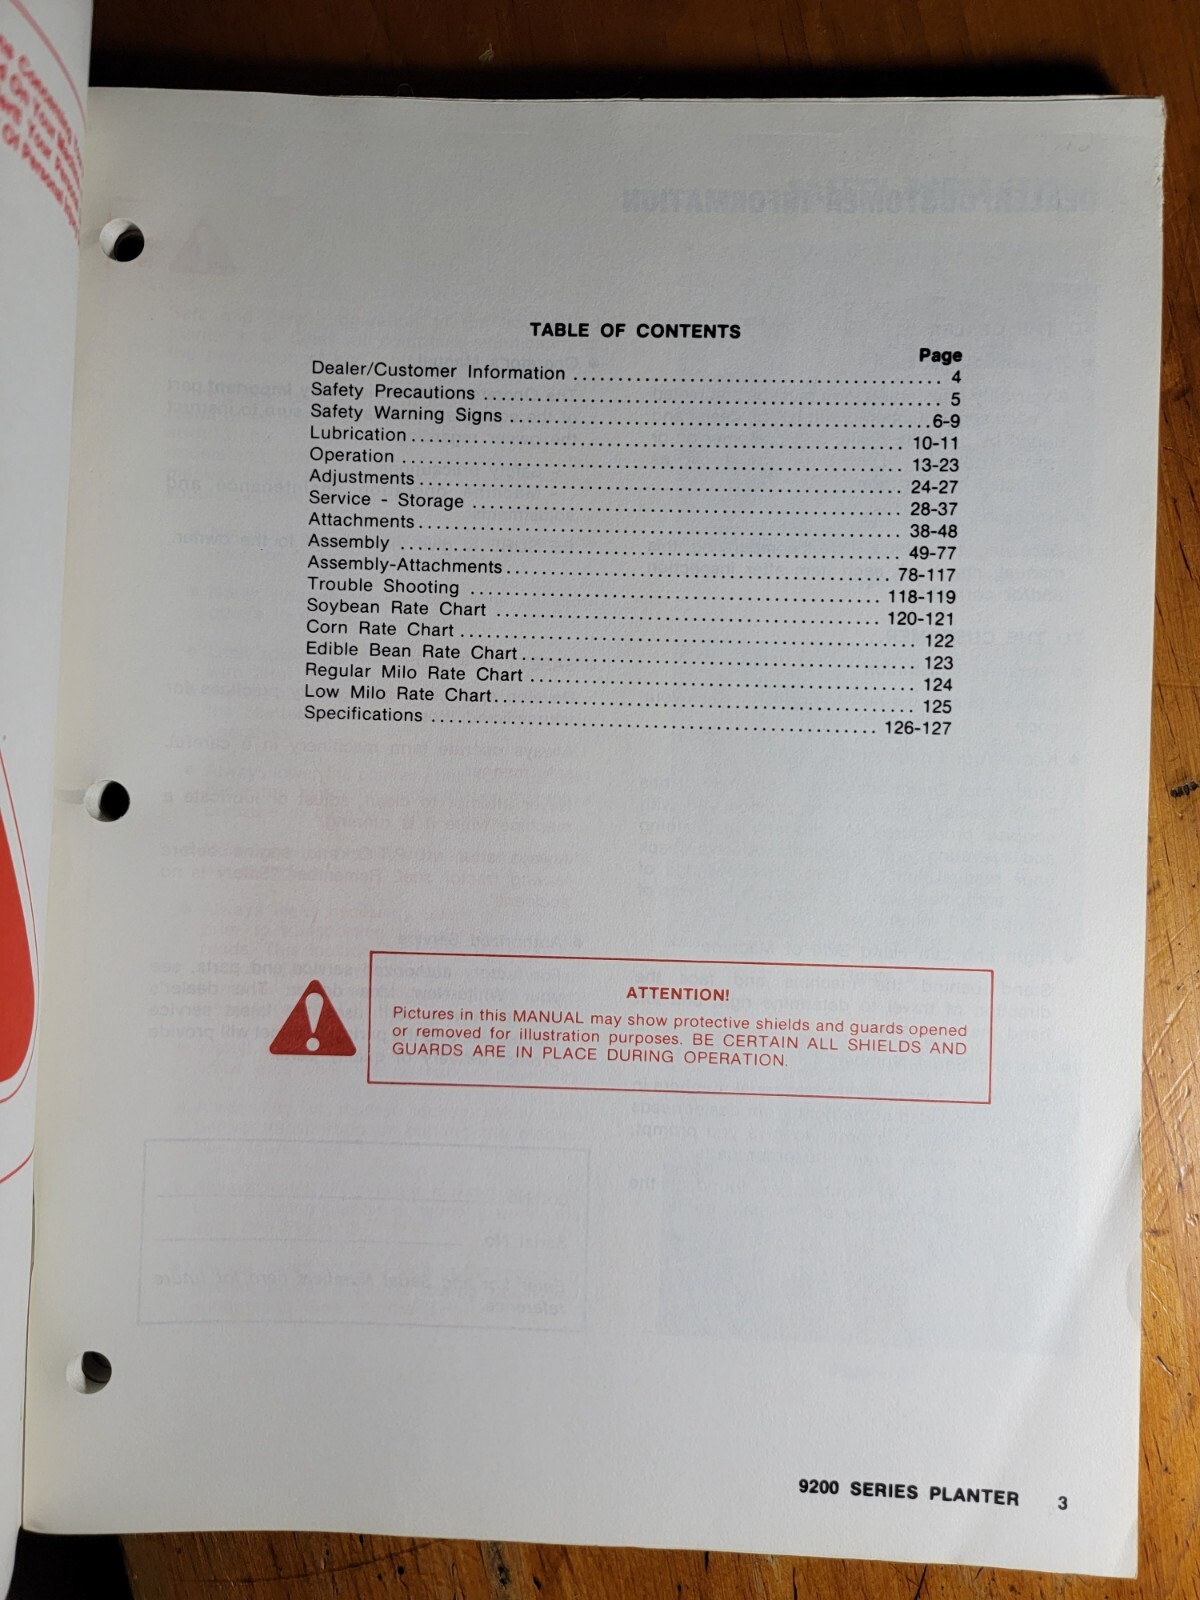 TABLE OF CONTENTS
Page
Dealer/Customer Information ........................................ 4
Safety Precautions .................................................. 5
Safety Warning Signs ..............................................6-9
Lubrication ...................................................... 10-11
Operation ........................................................ 13-23
Adjustments ...................................................... 24-27
Service - Storage ................................................ 28-37
Attachments ...................................................... 38-48
Assembly ......................................................... 49-77
Assembly-Attachments ............................................ 78-117
Trouble Shooting ............................................... 118-119
Soybean Rate Chart ............................................. 120-121
Corn Rate Chart .................................................... 122
Edible Bean Rate Chart ............................................. 123
Regular Milo Rate Chart ............................................ 124
Low Milo Rate Chart ................................................ 125
Specifications ................................................. 126-127
ATTENTION!
Pictures in this MANUAL may show protective shields and guards opened
or removed for illustration purposes. BE CERTAIN ALL SHIELDS AND
GUARDS ARE IN PLACE DURING OPERATION.
9200 SERIES PLANTER 3